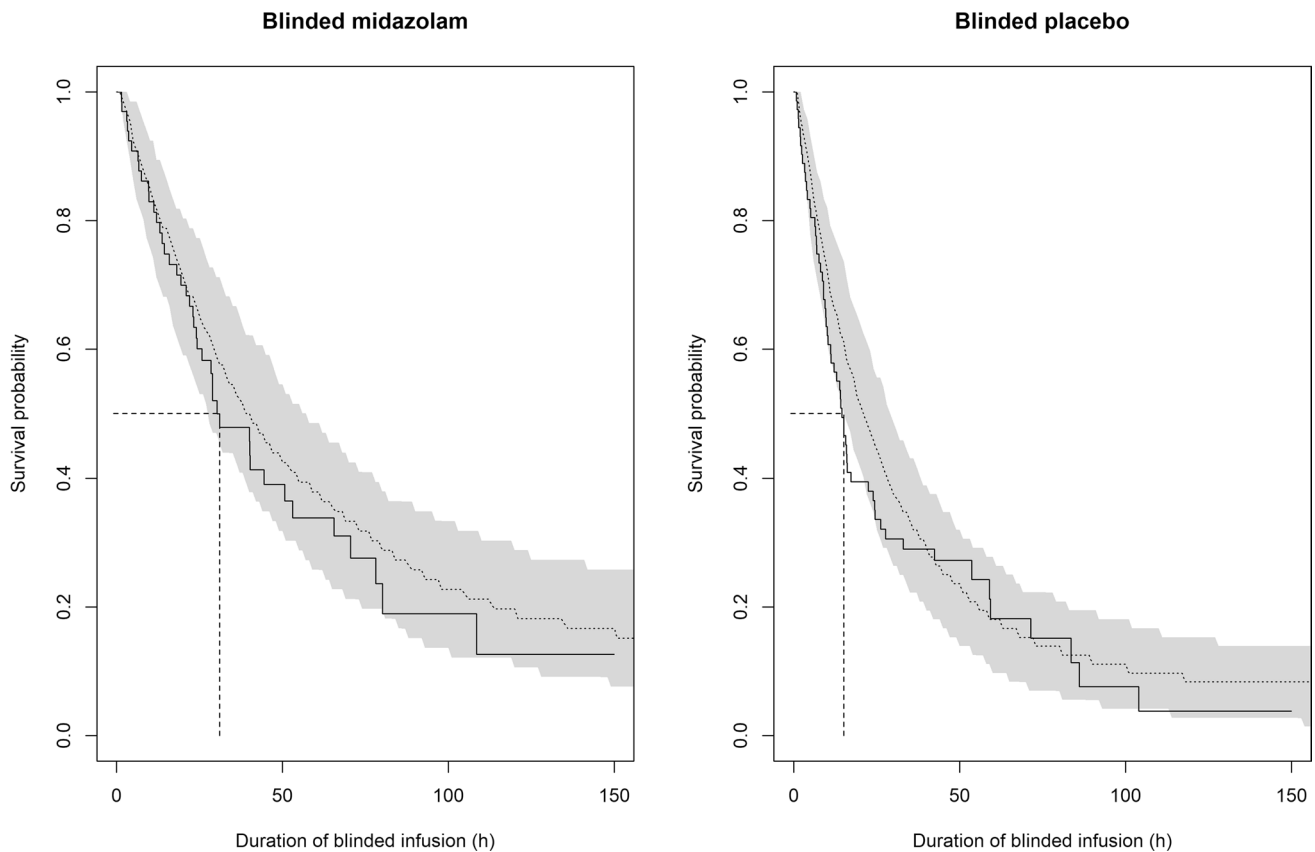 Blinded midazolam
Survival probability
1.0
0.8
0.6
0.4
0.2
0.0
0 50 100 150
Duration of blinded infusion (h)
Blinded placebo
Survival probability
1.0
0.8
0.6
0.4
0.2
0.0
0 50 100 150
Duration of blinded infusion (h)